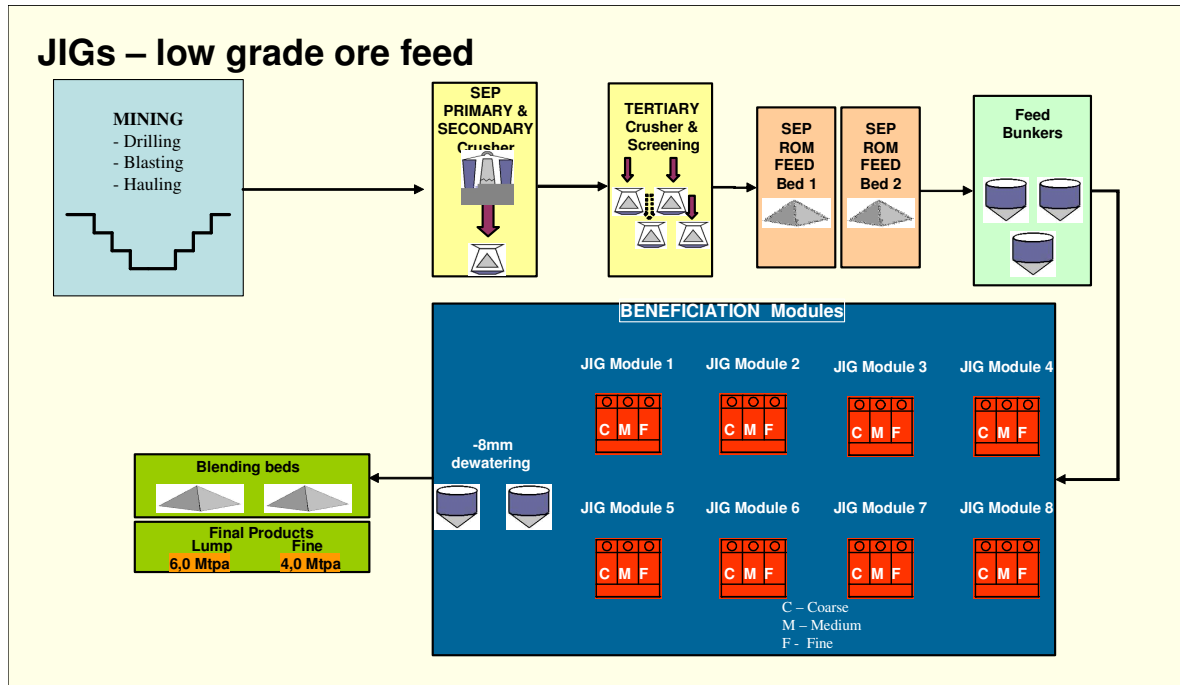 JIGs – low grade ore feed
MINING
- Drilling
- Blasting
- Hauling
SEP
PRIMARY &
SECONDARY
Crusher
TERTIARY
Crusher &
Screening
SEP
ROM
FEED
Bed 1
SEP
ROM
FEED
Bed 2
Feed
Bunkers
BENEFICIATION Modules
JIG Module 1
JIG Module 2
JIG Module 3
JIG Module 4
C M F
C M F
C M F
C M F
-8mm
dewatering
JIG Module 5
JIG Module 6
JIG Module 7
JIG Module 8
C M F
C M F
C M F
C M F
C – Coarse
M – Medium
F - Fine
Blending beds
Final Products
Lump Fine
6,0 Mtpa 4,0 Mtpa